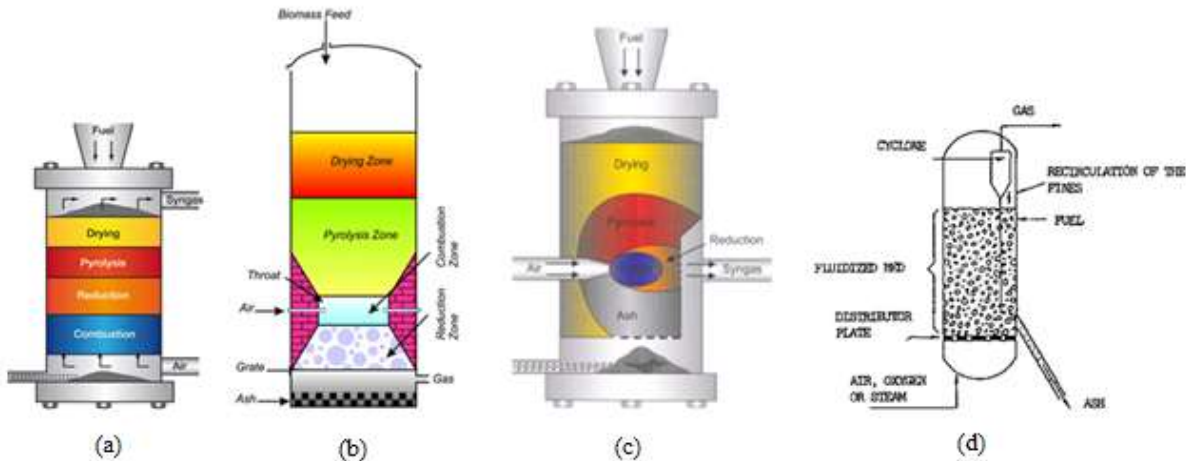 Fuel
Syngas
Drying
Pyrolysis
Reduction
Combustion
Air
(a)
Biomass Feed
Drying Zone
Pyrolysis Zone
Combustion
Zone
Throat
Air
Reduction
Zone
Grate
Gas
Ash
(b)
Fuel
Drying
Pyrolysis
Reduction
Air
Syngas
Ash
(c)
GAS
CYCLONE
RECIRCULATION OF THE
FINES
FUEL
FLUIDIZED BED
DISTRIBUTOR
PLATE
AIR, OXYGEN
OR STEAM
ASH
(d)